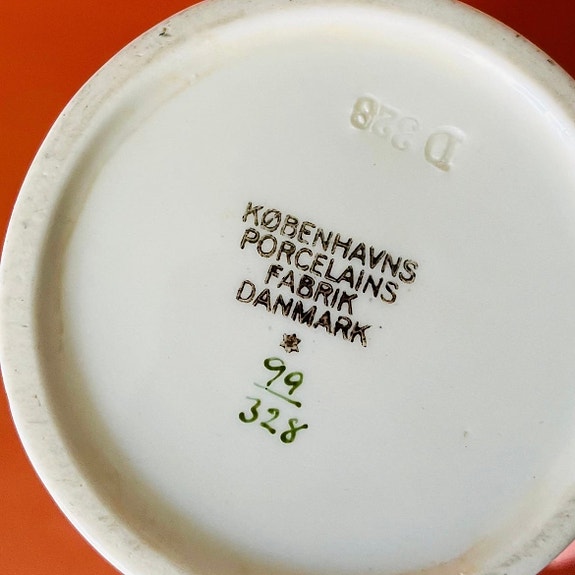 D 328
KØBENHAVNS
PORCELAINS
FABRIK
DANMARK
99
328